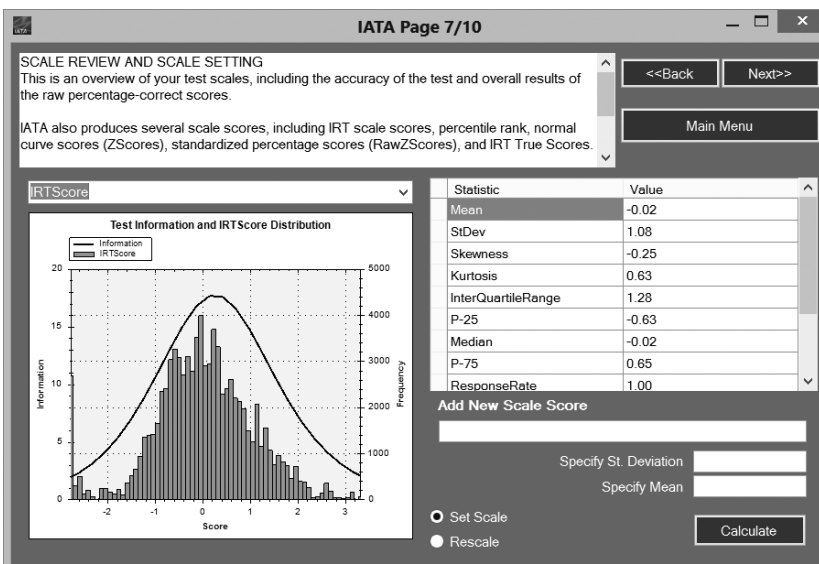 IATA
IATA Page 7/10
SCALE REVIEW AND SCALE SETTING
This is an overview of your test scales, including the accuracy of the test and overall results of
the raw percentage-correct scores.
IATA also produces several scale scores, including IRT scale scores, percentile rank, normal
curve scores (ZScores), standardized percentage scores (RawZScores), and IRT True Scores.
<<Back
Next>>
Main Menu
IRTScore
Test Information and IRTScore Distribution
Information
IRTScore
20
15
10
5
0
Information
5000
4000
3000
2000
1000
0
Frequency
-2 -1 0 1 2 3
Score
Statistic Value
Mean -0.02
StDev 1.08
Skewness -0.25
Kurtosis 0.63
InterQuartileRange 1.28
P-25 -0.63
Median -0.02
P-75 0.65
ResponseRate 1.00
Add New Scale Score
Specify St. Deviation
Specify Mean
Set Scale
Rescale
Calculate